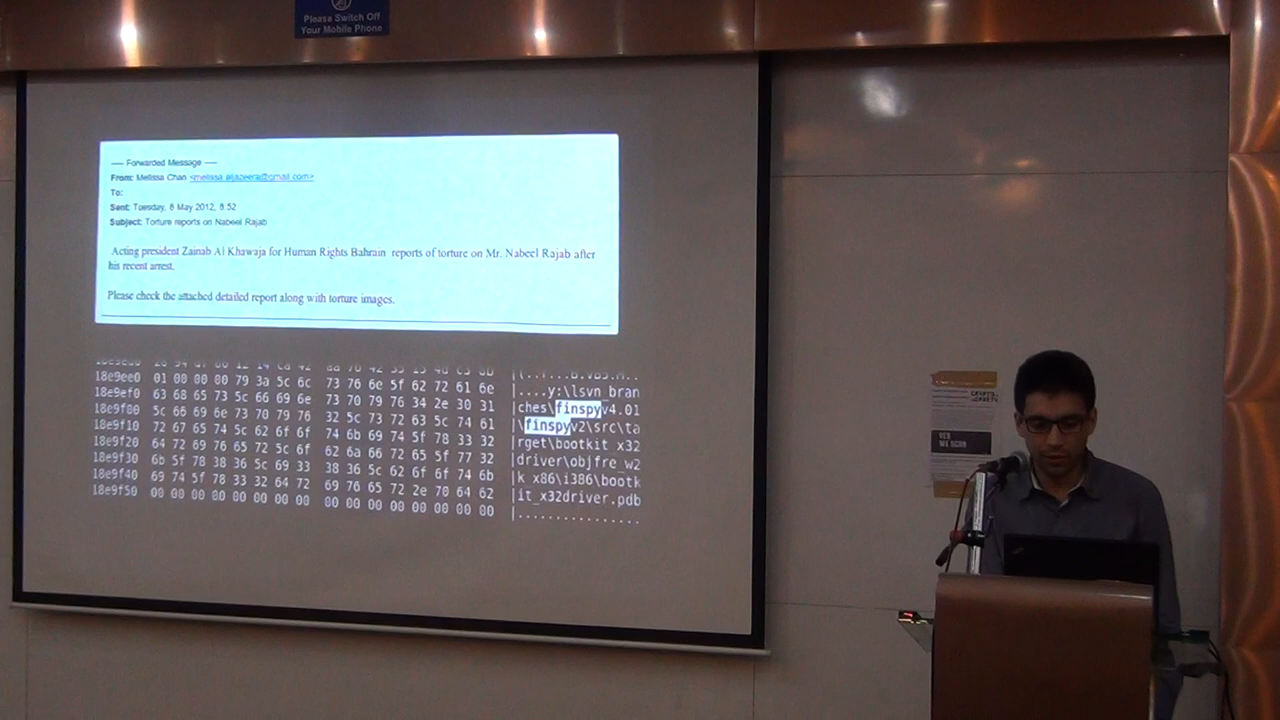 Please Switch Off
Your Mobile Phone
---- Forwarded Message ----
From: Melissa Chan <melissa.aljazeera@gmail.com>
To:
Sent: Tuesday, 8 May 2012, 8:52
Subject: Torture reports on Nabeel Rajab
Acting president Zainab Al Khawaja for Human Rights Bahrain reports of torture on Mr. Nabeel Rajab after
his recent arrest.
Please check the attached detailed report along with torture images.
18e9ee0 01 00 00 00 79 3a 5c 6c 73 76 6e 5f 62 72 61 6e |....y:\lsvn_bran
18e9ef0 63 68 65 73 5c 66 69 6e 73 70 79 76 34 2e 30 31 |ches\finspyv4.01
18e9f00 5c 66 69 6e 73 70 79 76 32 5c 73 72 63 5c 74 61 |\finspyv2\src\ta
18e9f10 72 67 65 74 5c 62 6f 6f 74 6b 69 74 5f 78 33 32 |rget\bootkit_x32
18e9f20 64 72 69 76 65 72 5c 6f 62 6a 66 72 65 5f 77 32 |driver\objfre_w2
18e9f30 6b 5f 78 38 36 5c 69 33 38 36 5c 62 6f 6f 74 6b |k_x86\i386\bootk
18e9f40 69 74 5f 78 33 32 64 72 69 76 65 72 2e 70 64 62 |it_x32driver.pdb
18e9f50 00 00 00 00 00 00 00 00 00 00 00 00 00 00 00 00 |................